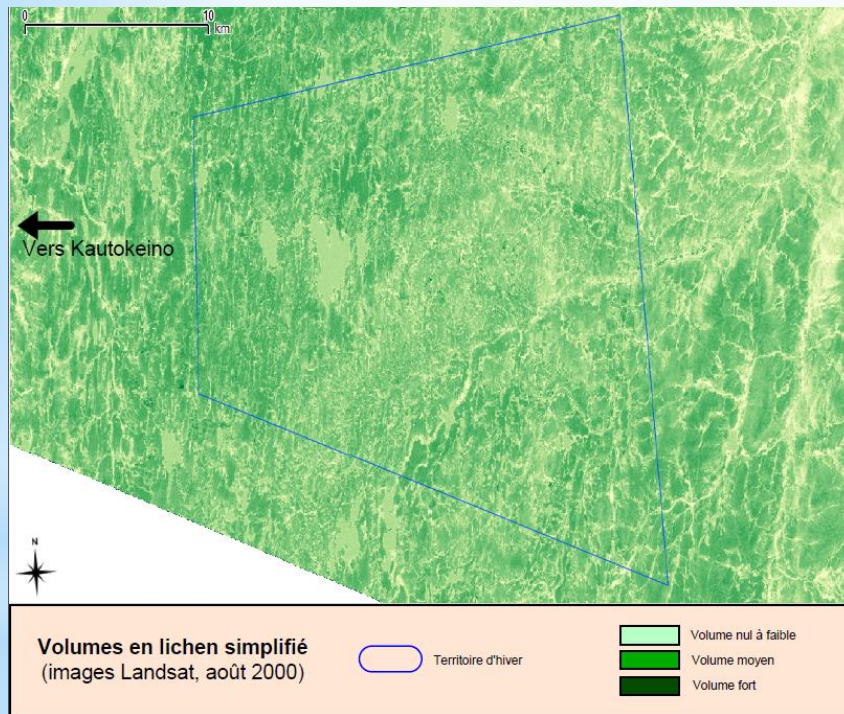 0 10
km
Vers Kautokeino
N
Volumes en lichen simplifié
(images Landsat, août 2000)
Territoire d'hiver
Volume nul à faible
Volume moyen
Volume fort